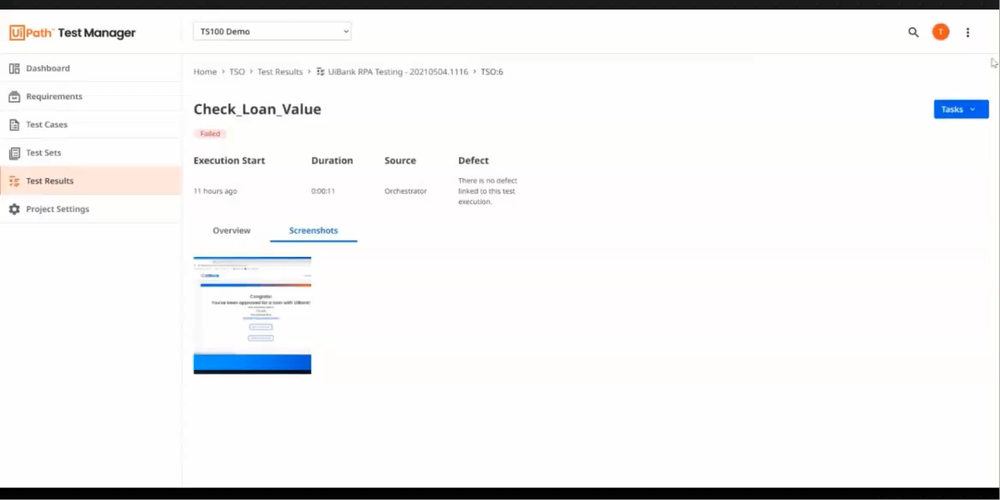 UiPath Test Manager
TS100 Demo
T
Dashboard
Requirements
Test Cases
Test Sets
Test Results
Project Settings
Home > TSO > Test Results > UiBank RPA Testing - 20210504.1116 > TSO:6
Check_Loan_Value
Tasks
Failed
Execution Start Duration Source Defect
11 hours ago 0:00:11 Orchestrator There is no defect
linked to this test
execution.
Overview Screenshots
UiBank
Congrats!
You've been approved for a loan with UiBank!